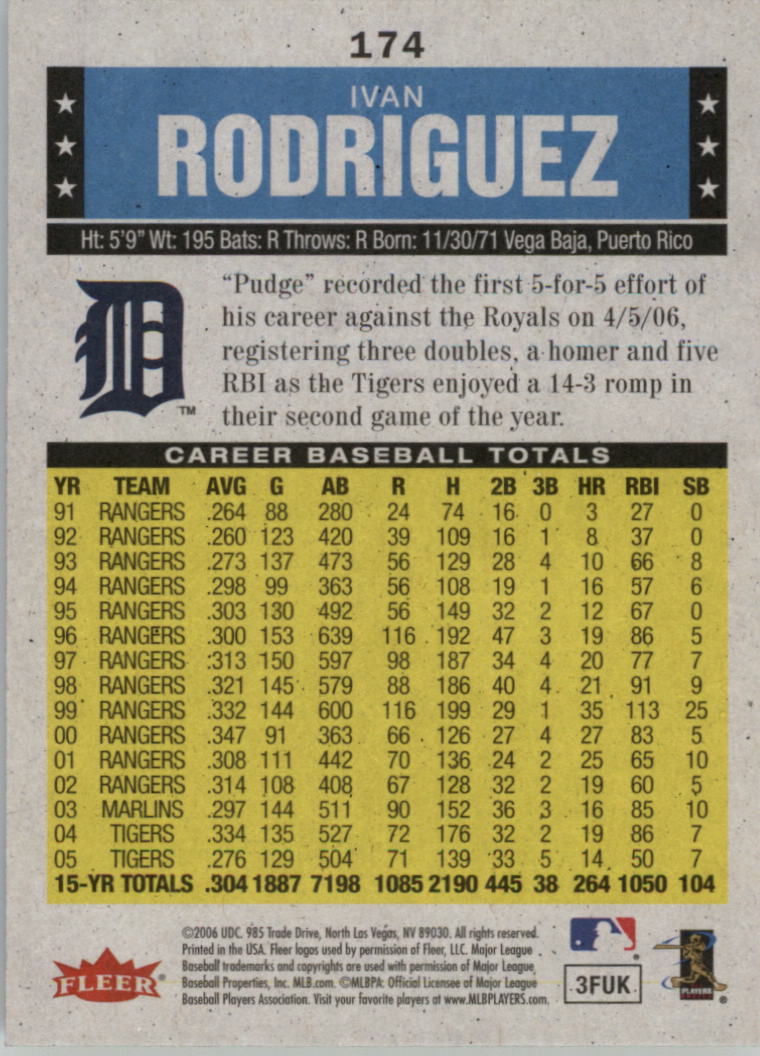 174
IVAN
RODRIGUEZ
Ht: 5'9" Wt: 195 Bats: R Throws: R Born: 11/30/71 Vega Baja, Puerto Rico
D
TM
"Pudge" recorded the first 5-for-5 effort of
his career against the Royals on 4/5/06,
registering three doubles, a homer and five
RBI as the Tigers enjoyed a 14-3 romp in
their second game of the year.
CAREER BASEBALL TOTALS
YR TEAM AVG G AB R H 2B 3B HR RBI SB
91 RANGERS .264 88 280 24 74 16 0 3 27 0
92 RANGERS .260 123 420 39 109 16 1 8 37 0
93 RANGERS .273 137 473 56 129 28 4 10 66 8
94 RANGERS .298 99 363 56 108 19 1 16 57 6
95 RANGERS .303 130 492 56 149 32 2 12 67 0
96 RANGERS .300 153 639 116 192 47 3 19 86 5
97 RANGERS .313 150 597 98 187 34 4 20 77 7
98 RANGERS .321 145 579 88 186 40 4 21 91 9
99 RANGERS .332 144 600 116 199 29 1 35 113 25
00 RANGERS .347 91 363 66 126 27 4 27 83 5
01 RANGERS .308 111 442 70 136 24 2 25 65 10
02 RANGERS .314 108 408 67 128 32 2 19 60 5
03 MARLINS .297 144 511 90 152 36 3 16 85 10
04 TIGERS .334 135 527 72 176 32 2 19 86 7
05 TIGERS .276 129 504 71 139 33 5 14 50 7
15-YR TOTALS .304 1887 7198 1085 2190 445 38 264 1050 104
FLEER®
©2006 UDC. 985 Trade Drive, North Las Vegas, NV 89030. All rights reserved.
Printed in the USA. Fleer logos used by permission of Fleer, LLC. Major League
Baseball trademarks and copyrights are used with permission of Major League
Baseball Properties, Inc. MLB.com. ©MLBPA: Official Licensee of Major League
Baseball Players Association. Visit your favorite players at www.MLBPLAYERS.com.
®
3FUK
PLAYERS
®